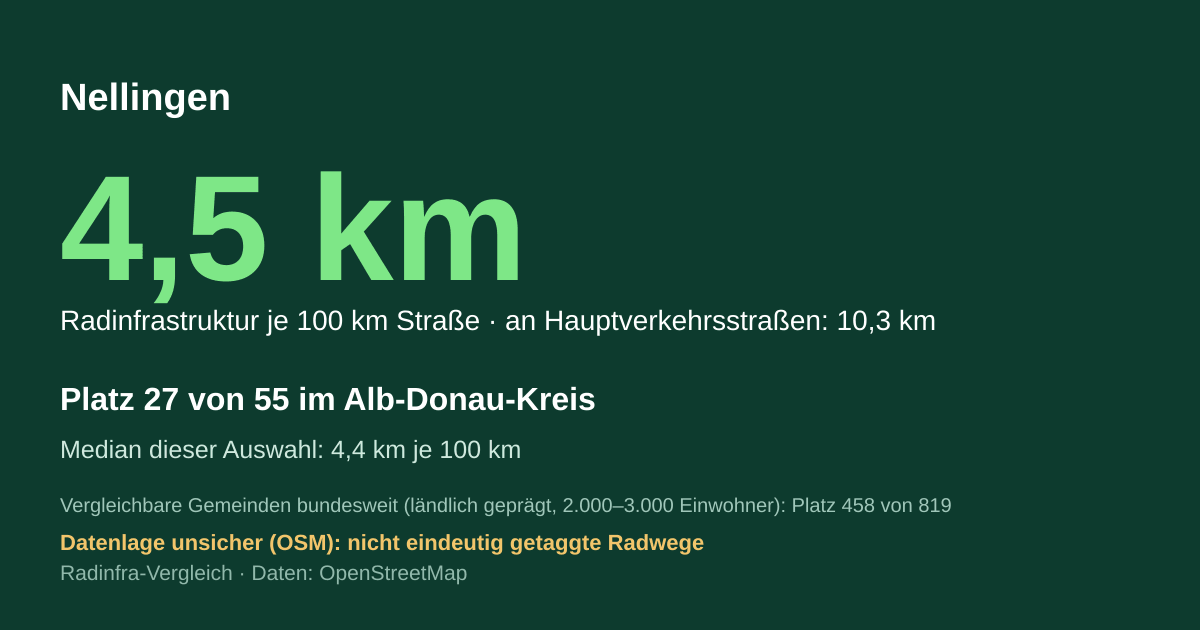 Nellingen
4,5 km
Radinfrastruktur je 100 km Straße · an Hauptverkehrsstraßen: 10,3 km
Platz 27 von 55 im Alb-Donau-Kreis
Median dieser Auswahl: 4,4 km je 100 km
Vergleichbare Gemeinden bundesweit (ländlich geprägt, 2.000–3.000 Einwohner): Platz 458 von 819
Datenlage unsicher (OSM): nicht eindeutig getaggte Radwege
Radinfra-Vergleich · Daten: OpenStreetMap